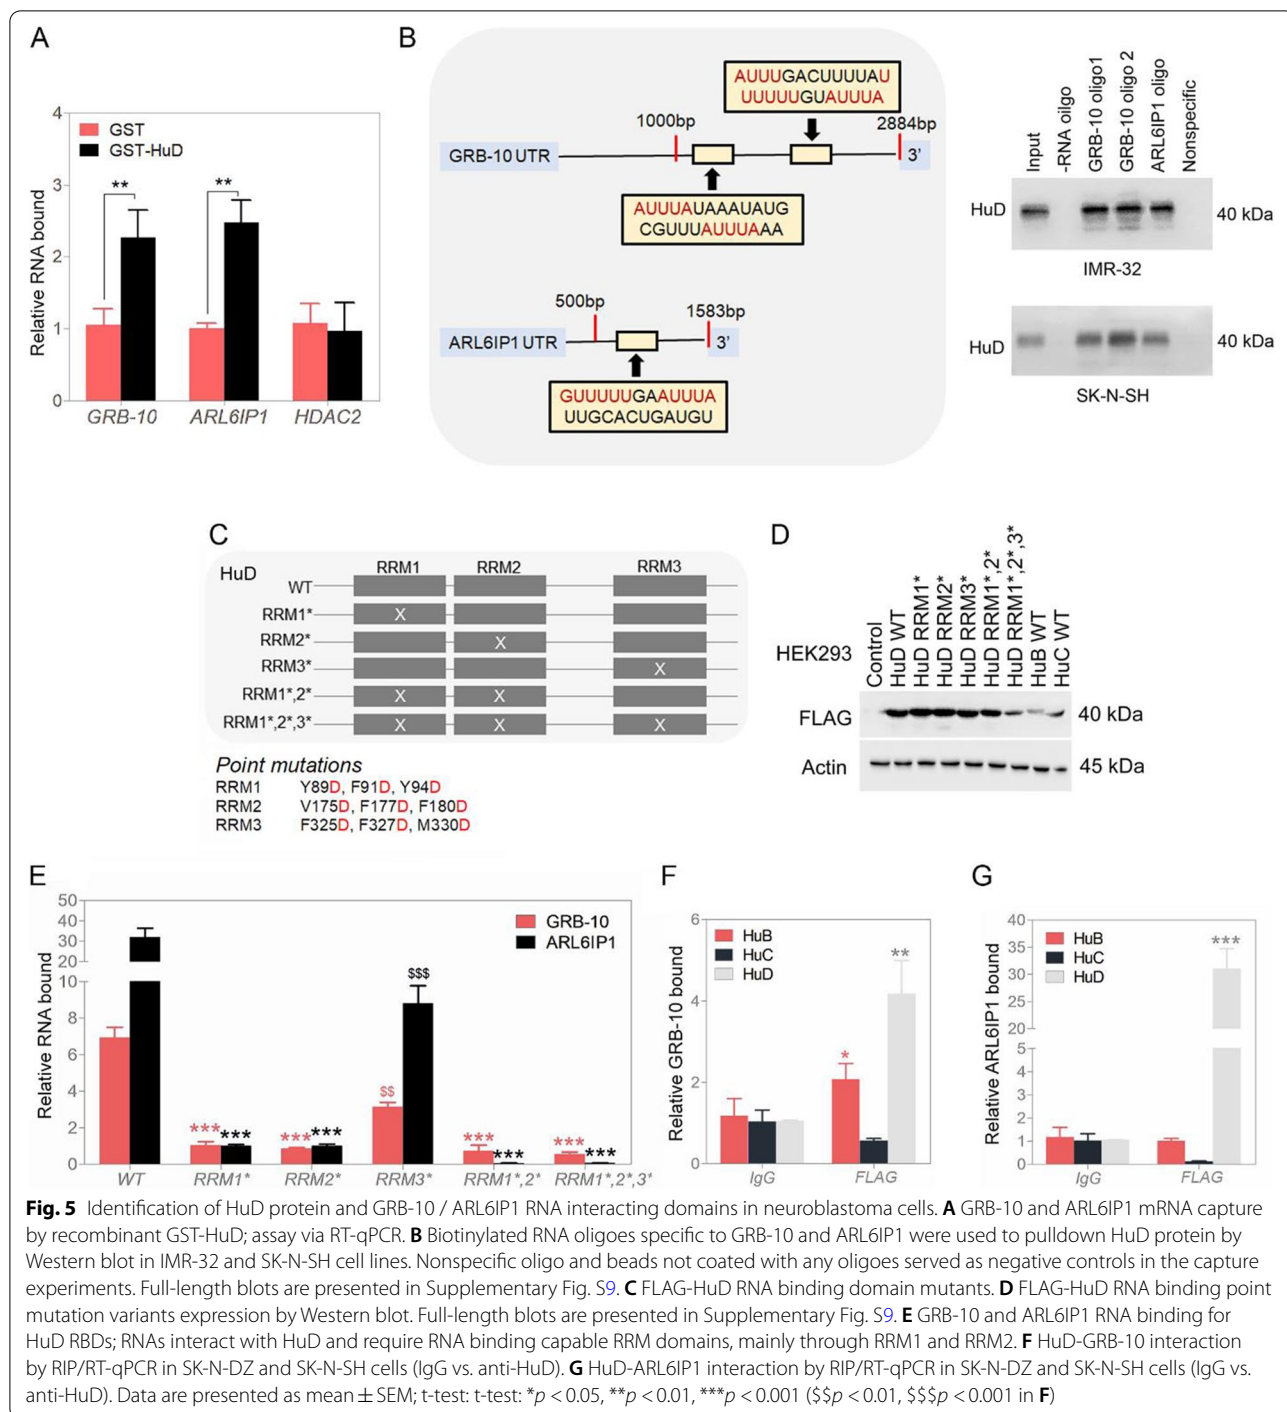 A
Relative RNA bound
4
3
2
1
0
GST
GST-HuD
**
**
GRB-10
ARL6IP1
HDAC2
B
AUUUGACUUUUAU
UUUUUGUAUUUA
1000bp
2884bp
GRB-10 UTR
3’
AUUUAUAAAUAUG
CGUUUAUUUAAA
500bp
1583bp
ARL6IP1 UTR
3’
GUUUUUGAAUUUA
UUGCACUGAUGU
Input
-RNA oligo
GRB-10 oligo1
GRB-10 oligo 2
ARL6IP1 oligo
Nonspecific
HuD
40 kDa
IMR-32
HuD
40 kDa
SK-N-SH
C
HuD
RRM1
RRM2
RRM3
WT
RRM1*
X
RRM2*
X
RRM3*
X
RRM1*,2*
X
X
RRM1*,2*,3*
X
X
X
Point mutations
RRM1 Y89D, F91D, Y94D
RRM2 V175D, F177D, F180D
RRM3 F325D, F327D, M330D
D
HEK293
Control
HuD WT
HuD RRM1*
HuD RRM2*
HuD RRM3*
HuD RRM1*,2*
HuD RRM1*,2*,3*
HuB WT
HuC WT
FLAG
40 kDa
Actin
45 kDa
E
Relative RNA bound
50
40
30
20
10
8
6
4
2
0
GRB-10
ARL6IP1
***
***
***
***
$$
$$$
***
***
***
***
WT
RRM1*
RRM2*
RRM3*
RRM1*,2*
RRM1*,2*,3*
F
Relative GRB-10 bound
6
4
2
0
HuB
HuC
HuD
*
**
IgG
FLAG
G
Relative ARL6IP1 bound
40
35
30
25
20
5
4
3
2
1
0
HuB
HuC
HuD
***
IgG
FLAG
Fig. 5 Identification of HuD protein and GRB-10 / ARL6IP1 RNA interacting domains in neuroblastoma cells. A GRB-10 and ARL6IP1 mRNA capture
by recombinant GST-HuD; assay via RT-qPCR. B Biotinylated RNA oligoes specific to GRB-10 and ARL6IP1 were used to pulldown HuD protein by
Western blot in IMR-32 and SK-N-SH cell lines. Nonspecific oligo and beads not coated with any oligoes served as negative controls in the capture
experiments. Full-length blots are presented in Supplementary Fig. S9. C FLAG-HuD RNA binding domain mutants. D FLAG-HuD RNA binding point
mutation variants expression by Western blot. Full-length blots are presented in Supplementary Fig. S9. E GRB-10 and ARL6IP1 RNA binding for
HuD RBDs; RNAs interact with HuD and require RNA binding capable RRM domains, mainly through RRM1 and RRM2. F HuD-GRB-10 interaction
by RIP/RT-qPCR in SK-N-DZ and SK-N-SH cells (IgG vs. anti-HuD). G HuD-ARL6IP1 interaction by RIP/RT-qPCR in SK-N-DZ and SK-N-SH cells (IgG vs.
anti-HuD). Data are presented as mean ± SEM; t-test: t-test: *p < 0.05, **p < 0.01, ***p < 0.001 ($$p < 0.01, $$$p < 0.001 in F)